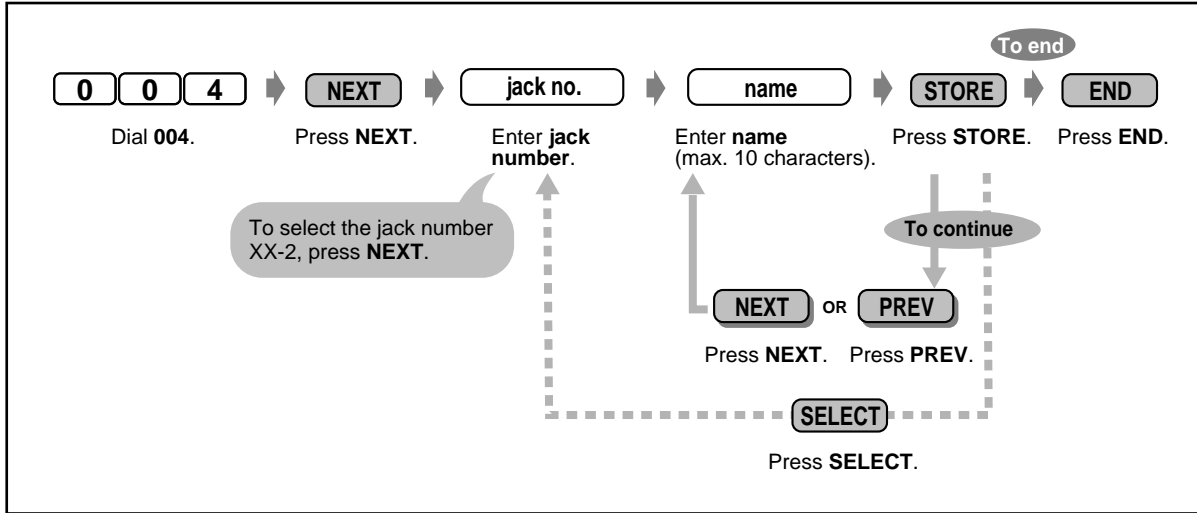 To end
0 0 4 NEXT jack no. name STORE END
Dial 004. Press NEXT. Enter jack number. Enter name (max. 10 characters). Press STORE. Press END.
To select the jack number
XX-2, press NEXT.
To continue
NEXT OR PREV
Press NEXT. Press PREV.
SELECT
Press SELECT.